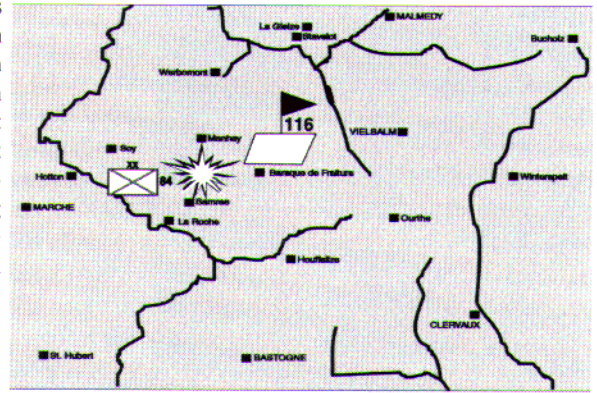 MALMEDY
La Gleize
Stavelot
Bucholz
Werbomont
116
Manhay
VIELSALM
Soy
XX
84
Baraque de Fraiture
Hotton
Winterspelt
Samree
MARCHE
La Roche
Ourthe
Houffalize
CLERVAUX
St. Hubert
BASTOGNE